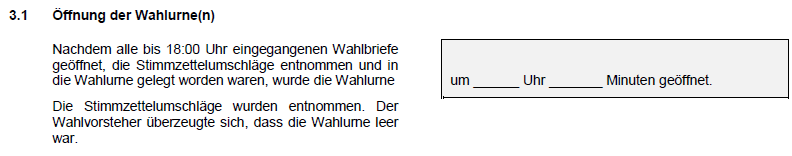 3.1 Öffnung der Wahlurne(n)
Nachdem alle bis 18:00 Uhr eingegangenen Wahlbriefe
geöffnet, die Stimmzettelumschläge entnommen und in
die Wahlurne gelegt worden waren, wurde die Wahlurne
um ______ Uhr _______ Minuten geöffnet.
Die Stimmzettelumschläge wurden entnommen. Der
Wahlvorsteher überzeugte sich, dass die Wahlurne leer
war.